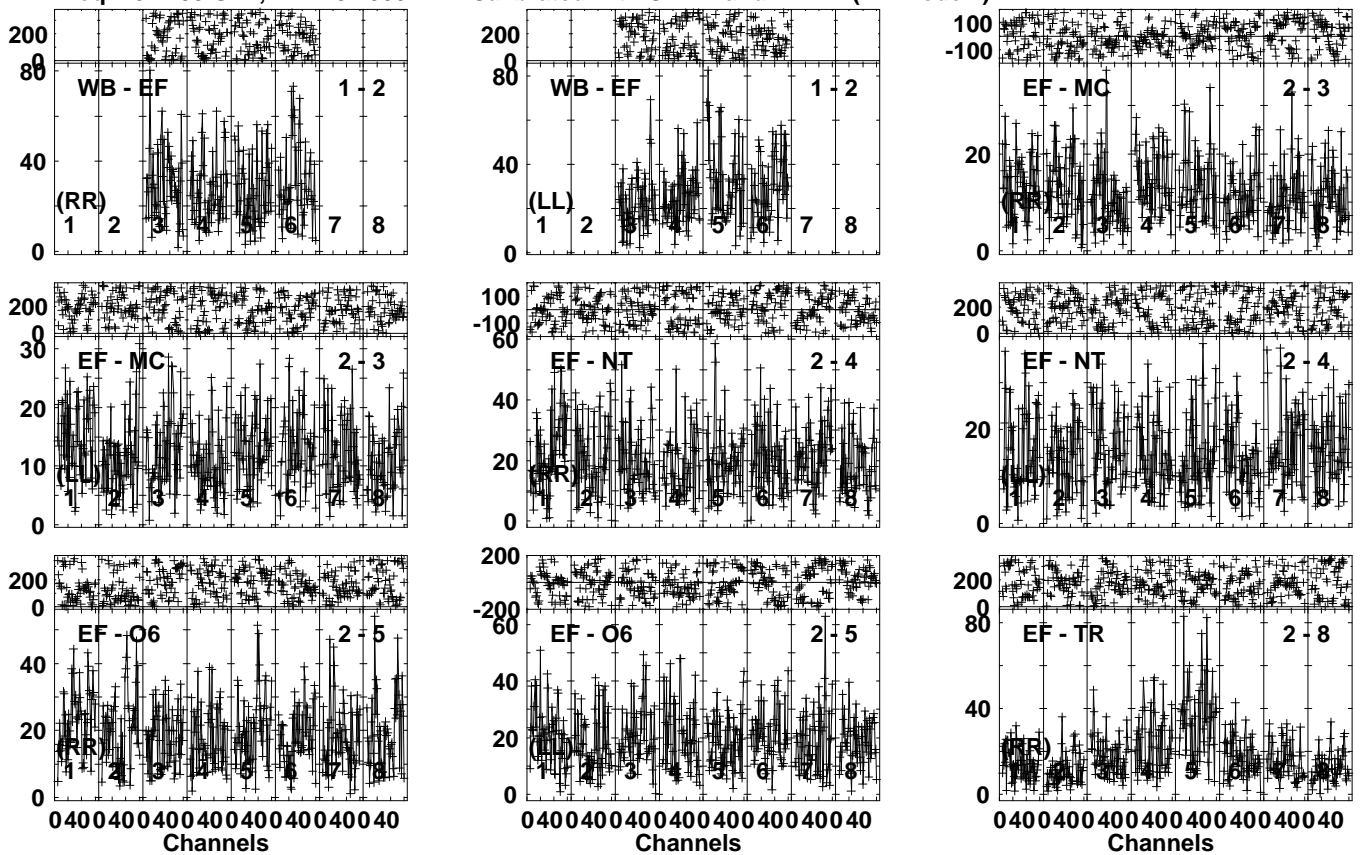 200 0 200 0 100 -100
80 WB - EF 1 - 2 80 WB - EF 1 - 2 EF - MC 2 - 3
40 40 20
(RR) (LL) (RR)
1 2 3 4 5 6 7 8 1 2 3 4 5 6 7 8 1 2 3 4 5 6 7 8
0 0 0
200 0 100 -100 200 0
30 EF - MC 2 - 3 60 EF - NT 2 - 4 EF - NT 2 - 4
20 40 20
10 20
(LL) (RR) (LL)
1 2 3 4 5 6 7 8 1 2 3 4 5 6 7 8 1 2 3 4 5 6 7 8
0 0 0
200 0 200 0 -200 200 0
EF - O6 2 - 5 60 EF - O6 2 - 5 80 EF - TR 2 - 8
40 40 40
20 20
(RR) (LL) (RR)
1 2 3 4 5 6 7 8 1 2 3 4 5 6 7 8 1 2 3 4 5 6 7 8
0 0 0
0 40 0 40 0 40 0 40 0 40 0 40 0 40 0 40 0 40 0 40 0 40 0 40 0 40 0 40 0 40 0 40 0 40 0 40 0 40 0 40 0 40 0 40 0 40 0 40
Channels Channels Channels